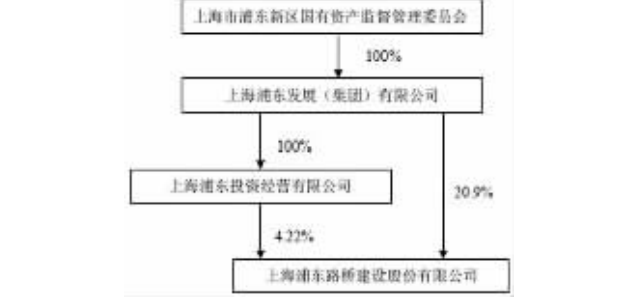 上海市浦东新区国有资产监督管理委员会
100%
上海浦东发展（集团）有限公司
100%
上海浦东投资经营有限公司
20.9%
4.22%
上海浦东路桥建设股份有限公司